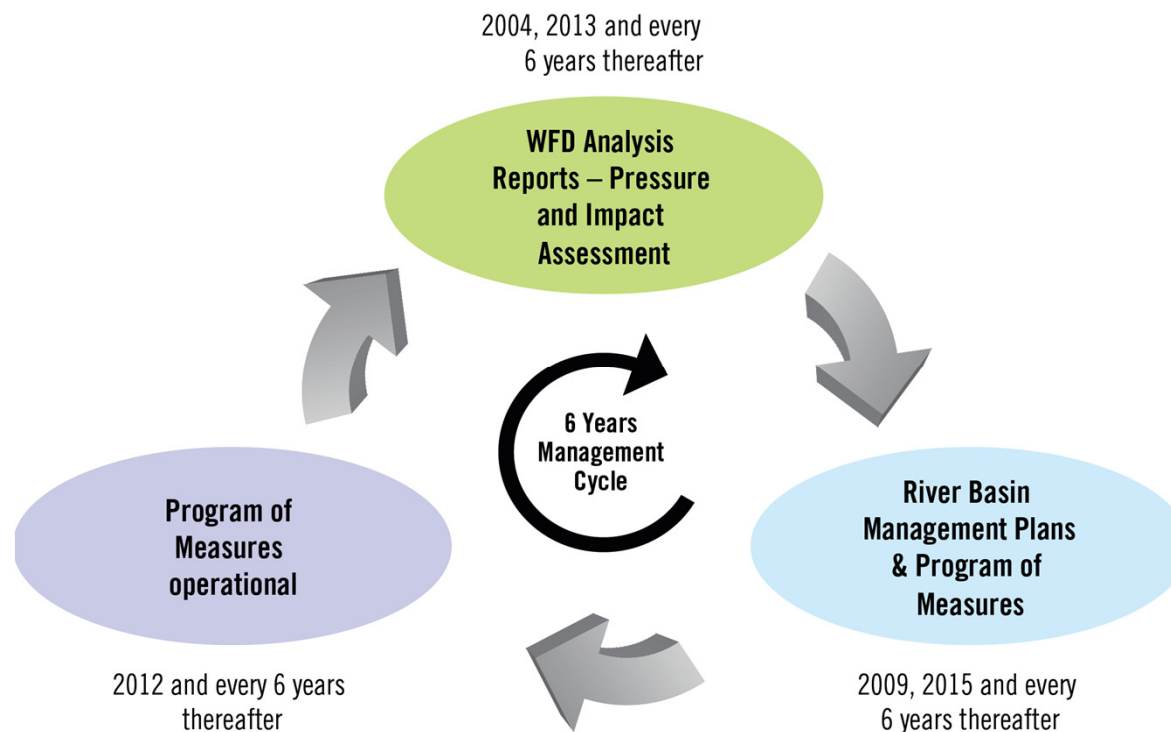 2004, 2013 and every
6 years thereafter
WFD Analysis
Reports – Pressure
and Impact
Assessment
6 Years
Management
Cycle
Program of
Measures
operational
River Basin
Management Plans
& Program of
Measures
2012 and every 6 years
thereafter
2009, 2015 and every
6 years thereafter